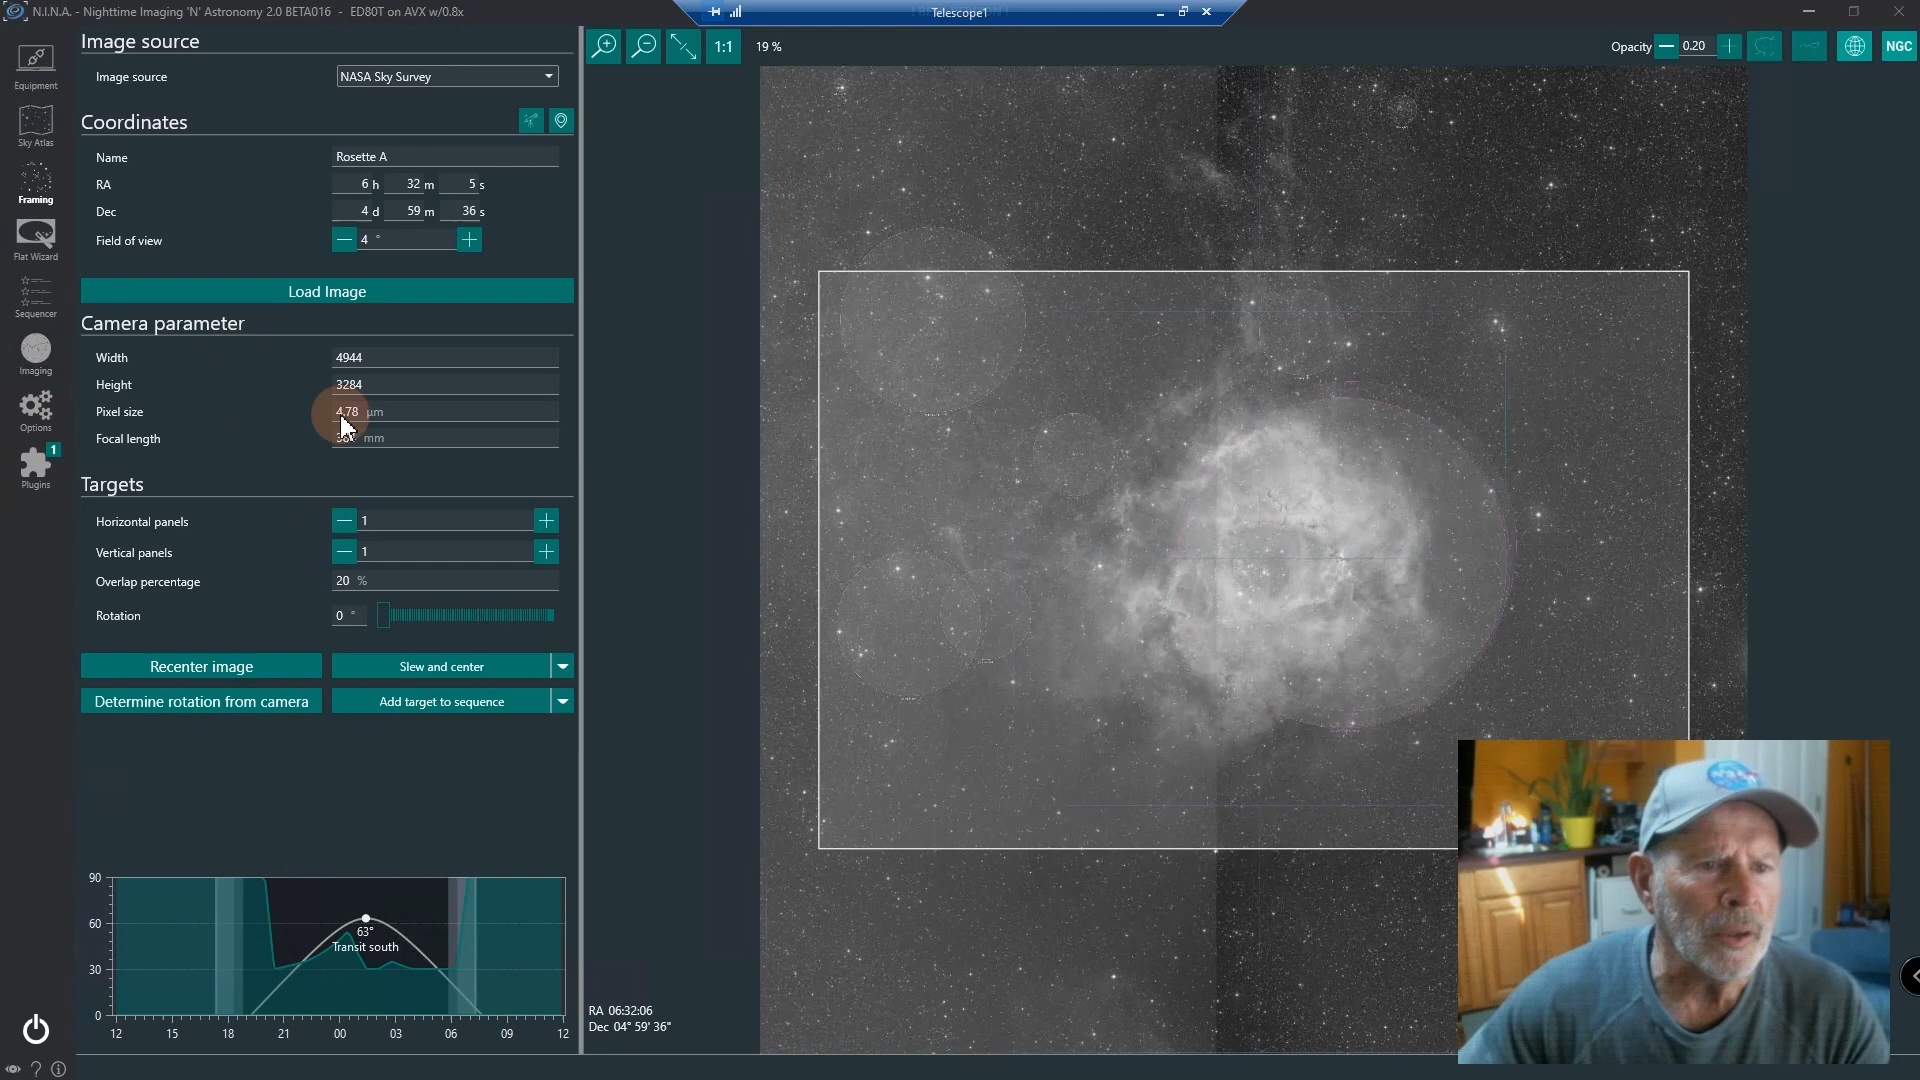 N.I.N.A. - Nighttime Imaging 'N' Astronomy 2.0 BETA016 - ED80T on AVX w/0.8x
Telescope1
Equipment
Sky Atlas
Framing
Flat Wizard
Sequencer
Imaging
Options
1
Plugins
Image source
Image source NASA Sky Survey
Coordinates
Name Rosette A
RA 6 h 32 m 5 s
Dec 4 d 59 m 36 s
Field of view 4 °
Load Image
Camera parameter
Width 4944
Height 3284
Pixel size 4.78 µm
Focal length mm
Targets
Horizontal panels 1
Vertical panels 1
Overlap percentage 20 %
Rotation 0 °
Recenter image Slew and center
Determine rotation from camera Add target to sequence
90
60
30
0
63°
Transit south
12 15 18 21 00 03 06 09 12
1:1 19 %
Opacity 0.20 NGC
RA 06:32:06
Dec 04° 59' 36"